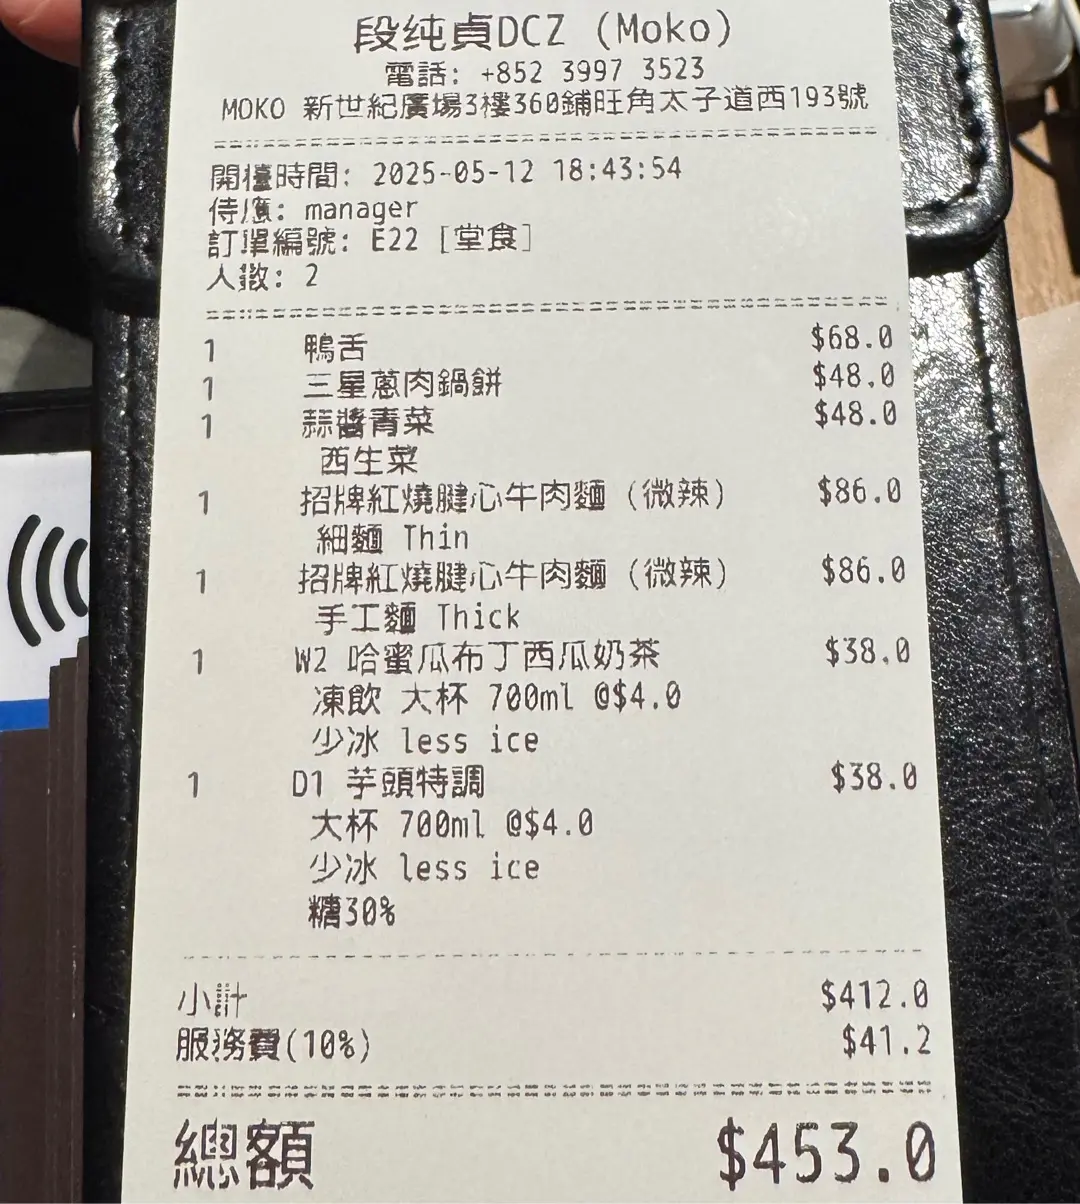 段纯貞DCZ (Moko)
電話: +852 3997 3523
MOKO 新世紀廣場3樓360鋪旺角太子道西193號
開檯時間: 2025-05-12 18:43:54
侍應: manager
訂單編號: E22 [堂食]
人數: 2
1 鴨舌 $68.0
1 三星蔥肉鍋餅 $48.0
1 蒜醬青菜 $48.0
西生菜
1 招牌紅燒腱心牛肉麵 (微辣) $86.0
細麵 Thin
1 招牌紅燒腱心牛肉麵 (微辣) $86.0
手工麵 Thick
1 W2 哈蜜瓜布丁西瓜奶茶 $38.0
凍飲 大杯 700ml @$4.0
少冰 less ice
1 D1 芋頭特調 $38.0
大杯 700ml @$4.0
少冰 less ice
糖30%
小計 $412.0
服務費(10%) $41.2
總額 $453.0